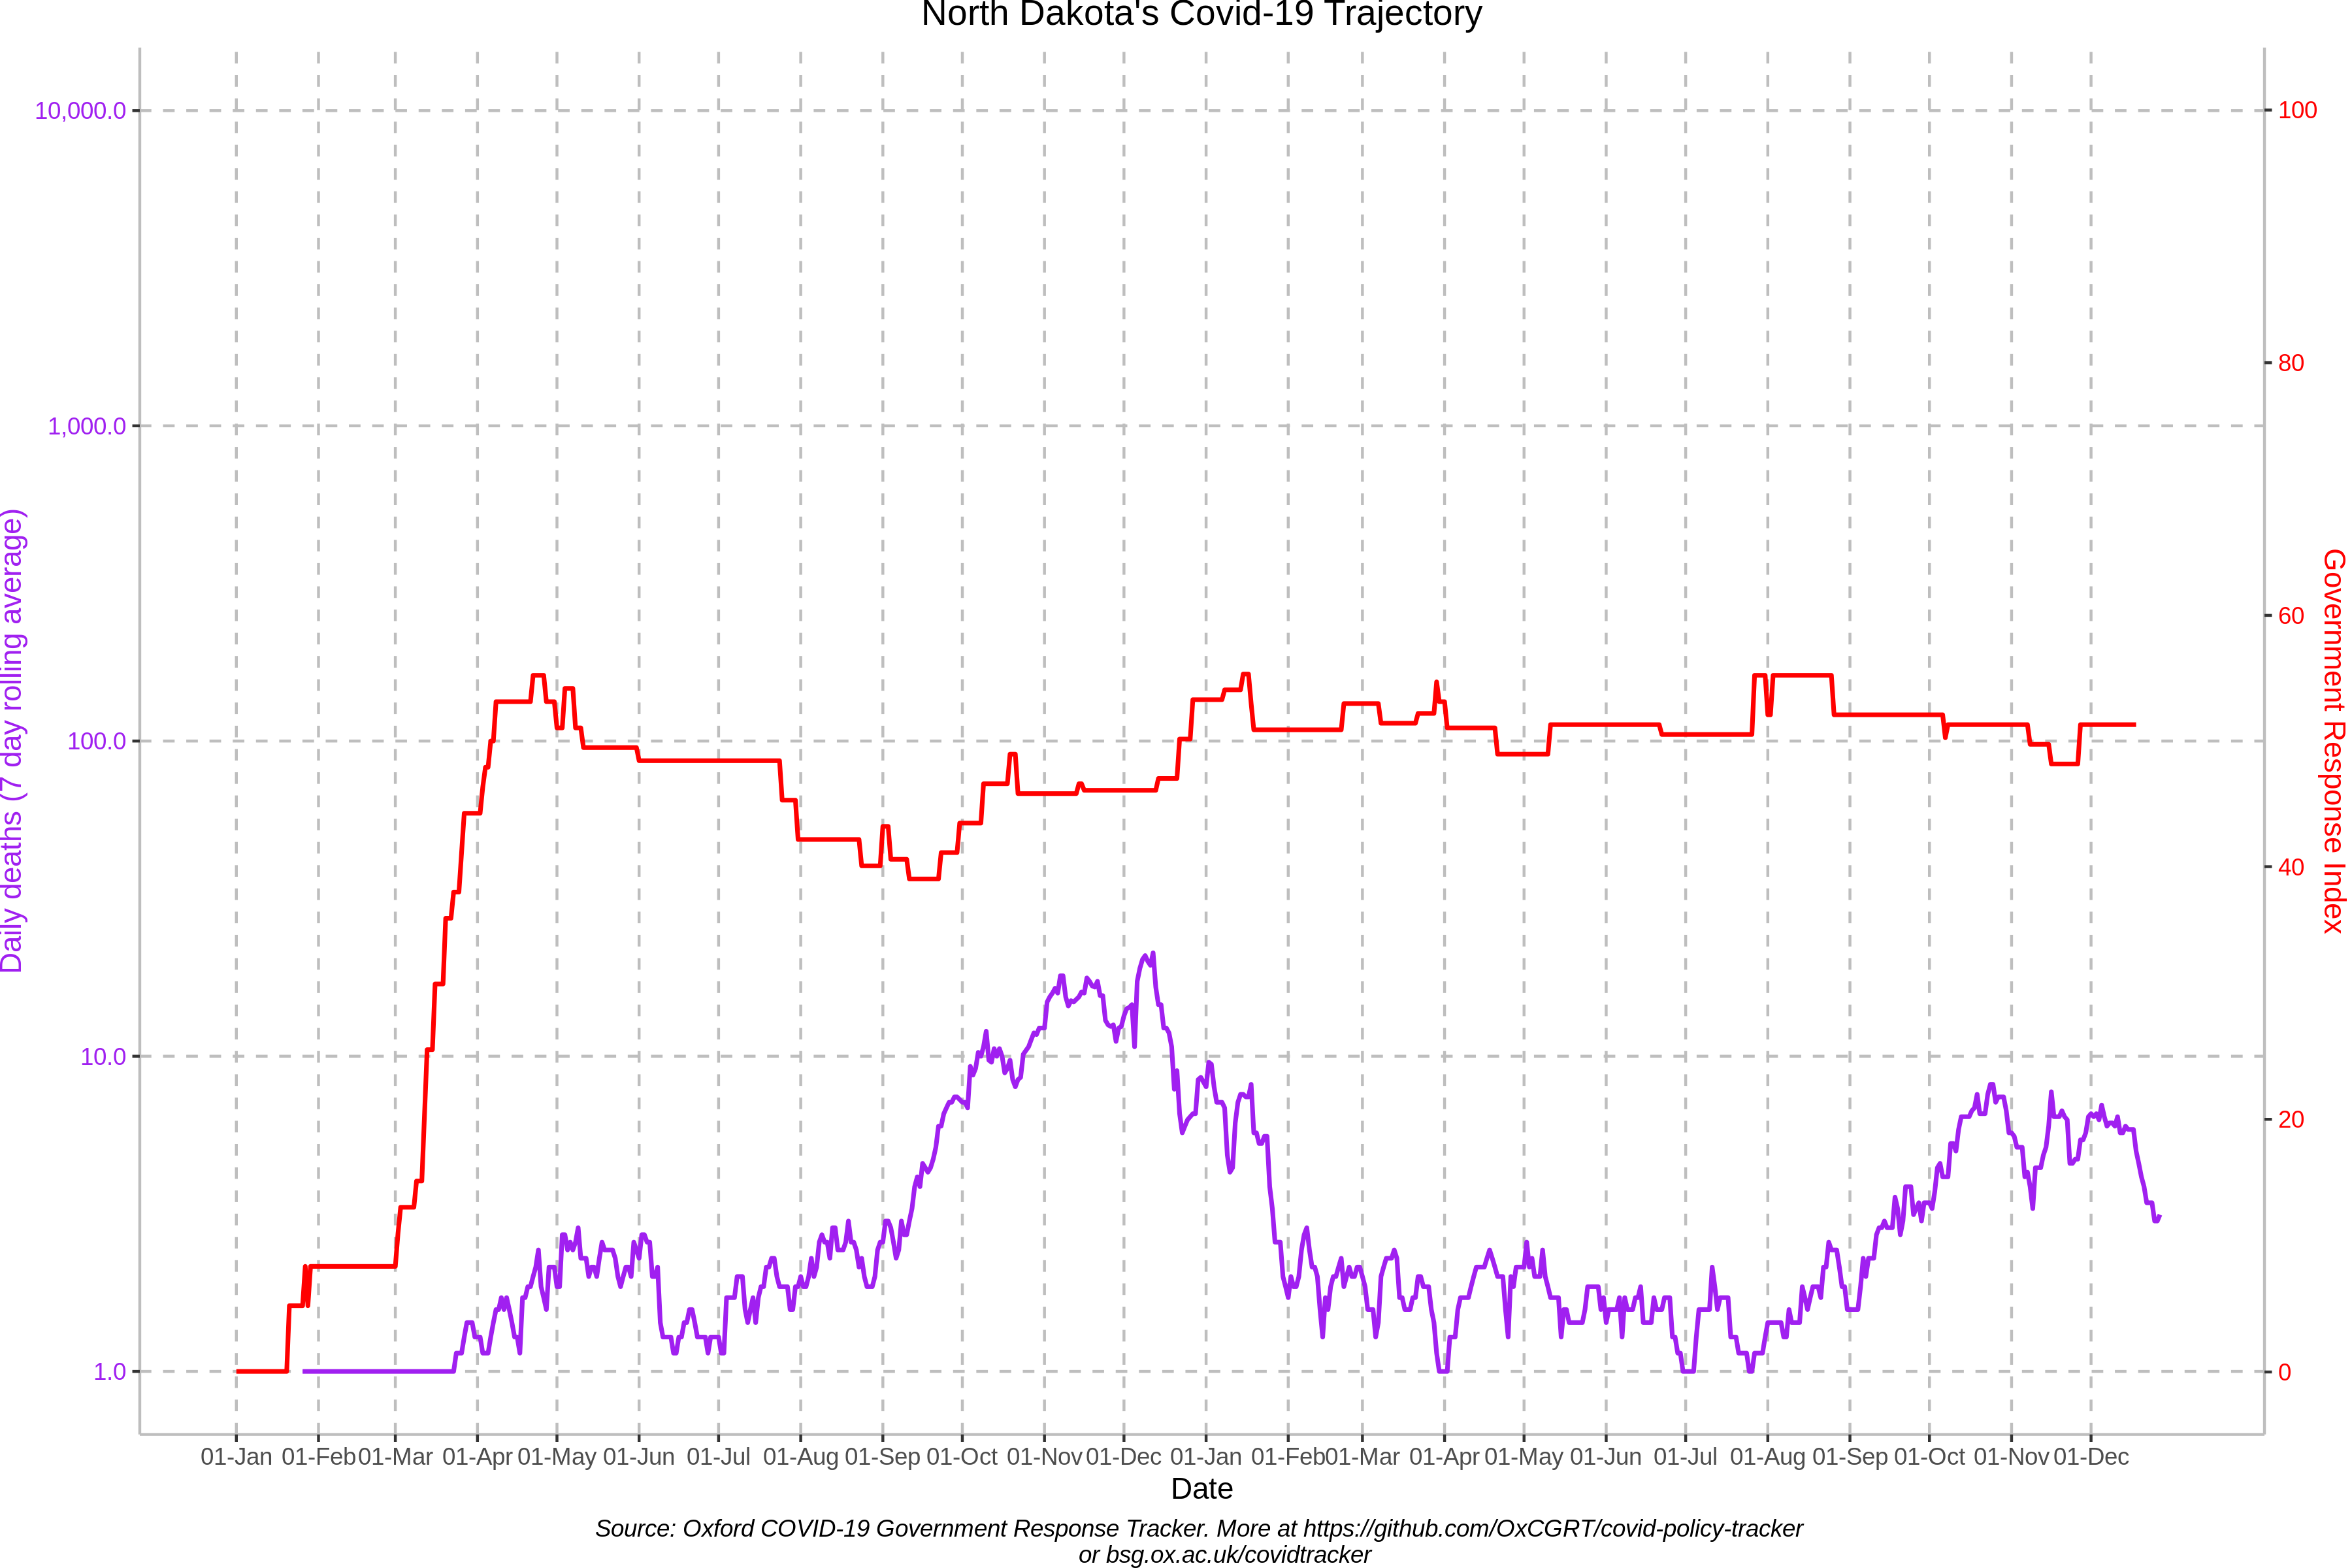 North Dakota's Covid-19 Trajectory
10,000.0
1,000.0
100.0
10.0
1.0
Daily deaths (7 day rolling average)
100
80
60
40
20
0
Government Response Index
01-Jan 01-Feb 01-Mar 01-Apr 01-May 01-Jun 01-Jul 01-Aug 01-Sep 01-Oct 01-Nov 01-Dec 01-Jan 01-Feb 01-Mar 01-Apr 01-May 01-Jun 01-Jul 01-Aug 01-Sep 01-Oct 01-Nov 01-Dec
Date
Source: Oxford COVID-19 Government Response Tracker. More at https://github.com/OxCGRT/covid-policy-tracker
or bsg.ox.ac.uk/covidtracker